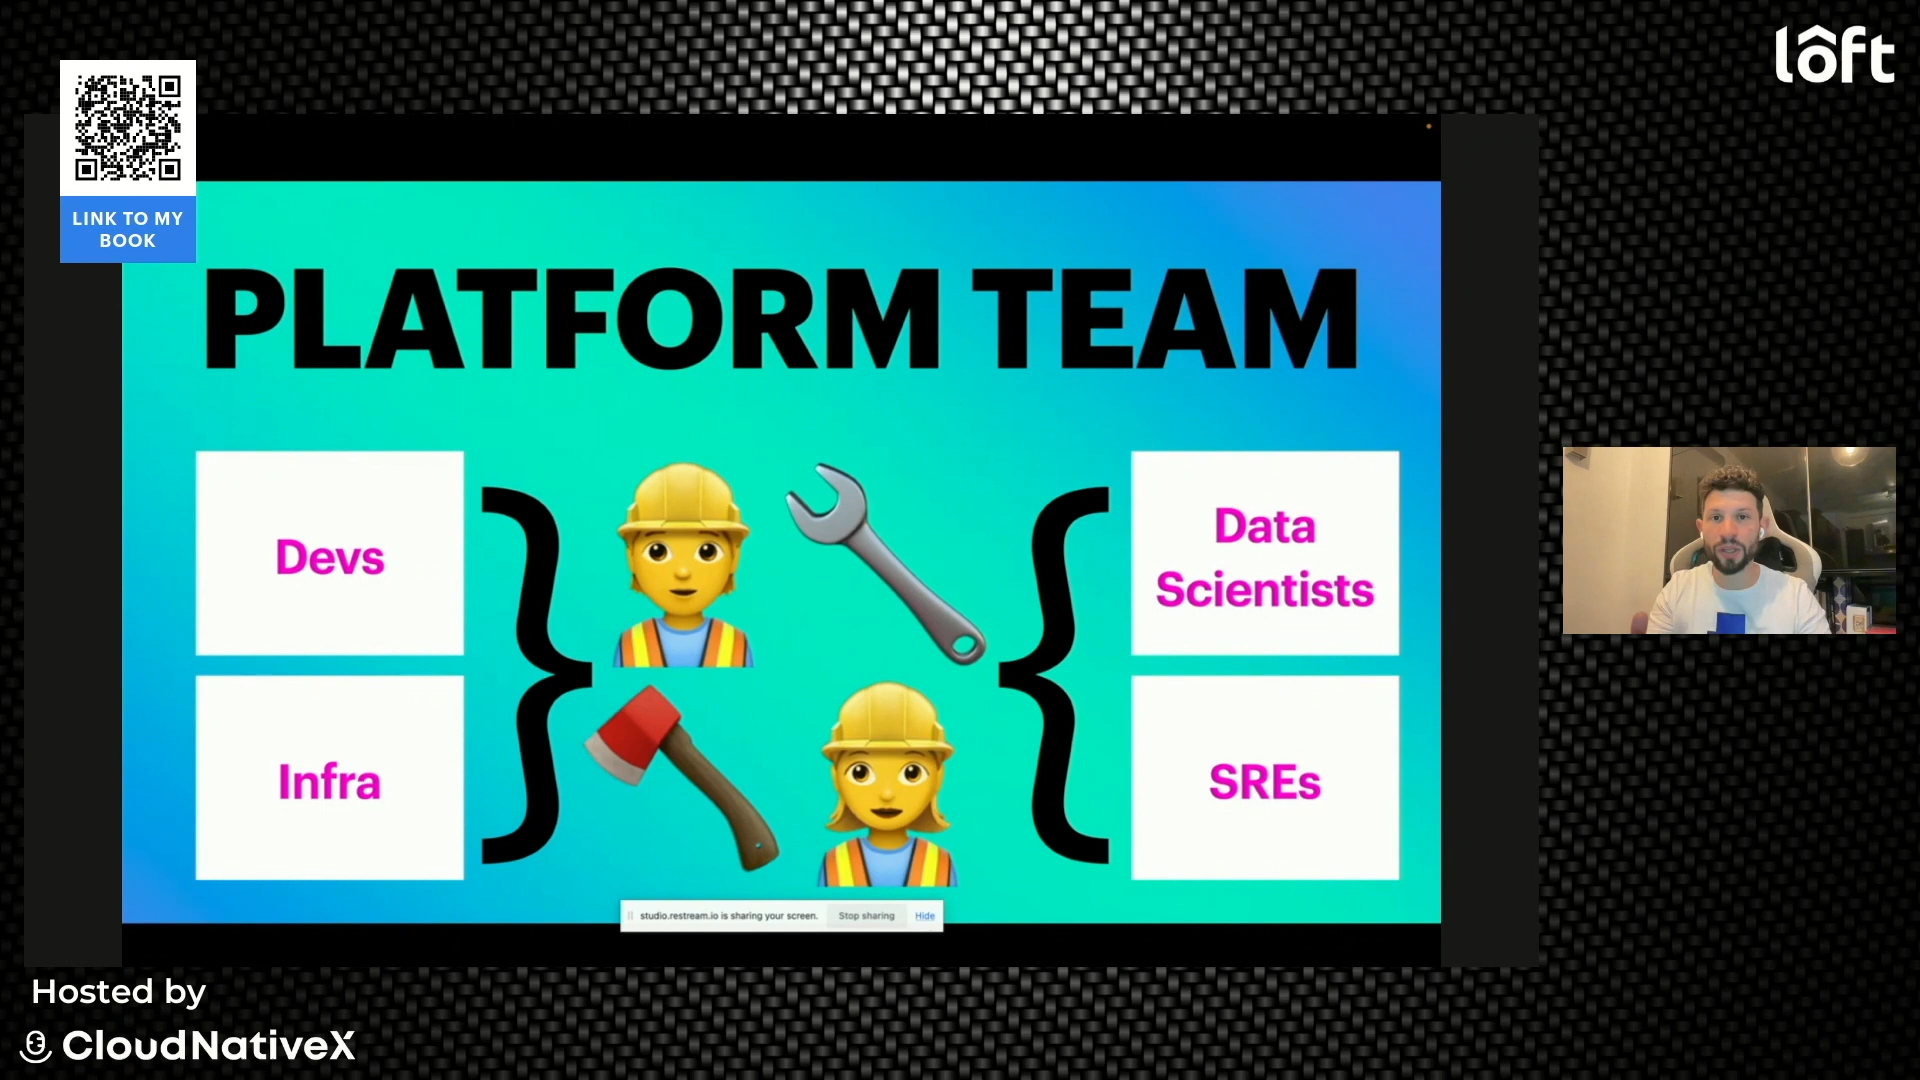 lôft
LINK TO MY
BOOK
PLATFORM TEAM
Devs
Data
Scientists
Infra
SREs
studio.restream.io is sharing your screen.
Stop sharing
Hide
Hosted by
CloudNativeX